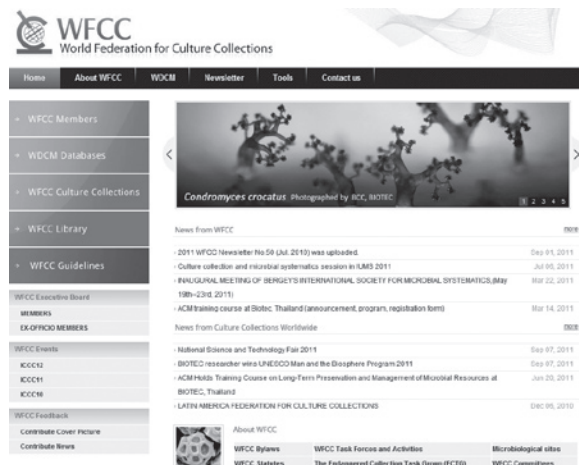 WFCC
World Federation for Culture Collections
Home About WFCC WDCM Newsletter Tools Contact us
WFCC Members
WDCM Databases
WFCC Culture Collections
WFCC Library
WFCC Guidelines
WFCC Executive Board
MEMBERS
EX-OFFICIO MEMBERS
WFCC Events
ICCC12
ICCC11
ICCC10
WFCC Feedback
Contribute Cover Picture
Contribute News
Condromyces crocatus Photographed by BCC, BIOTEC
1 2 3 4 5
News from WFCC more
2011 WFCC Newsletter No.50 (Jul. 2010) was uploaded. Sep 01, 2011
Culture collection and microbial systematics session in IUMS 2011 Jul 06, 2011
INAUGURAL MEETING OF BERGEY'S INTERNATIONAL SOCIETY FOR MICROBIAL SYSTEMATICS,(May Mar 22, 2011
19th-23rd, 2011)
ACM training course at Biotec, Thailand (announcement, program, registration form) Mar 14, 2011
News from Culture Collections Worldwide more
National Science and Technology Fair 2011 Sep 07, 2011
BIOTEC researcher wins UNESCO Man and the Biosphere Program 2011 Sep 07, 2011
ACM Holds Training Course on Long-Term Preservation and Management of Microbial Resources at Jun 20, 2011
BIOTEC, Thailand
LATIN AMERICA FEDERATION FOR CULTURE COLLECTIONS Dec 06, 2010
About WFCC
WFCC Bylaws WFCC Task Forces and Activities Microbiological sites
WFCC Statutes The Endangered Collection Task Group (ECTG) WFCC Committees